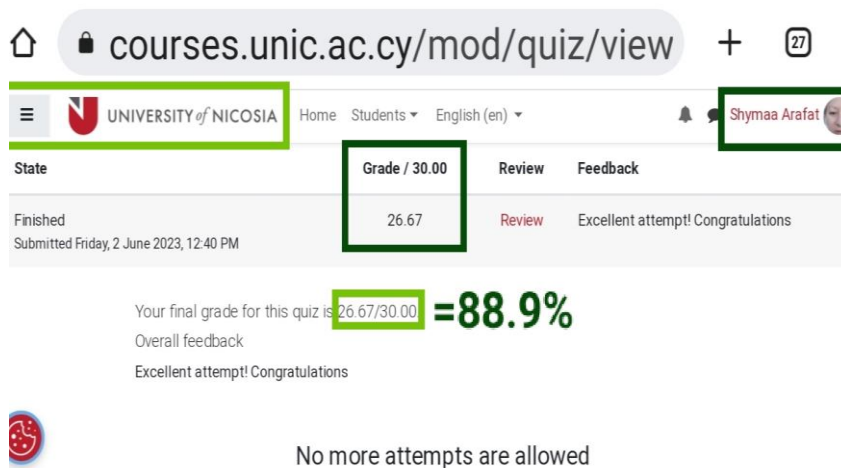 courses.unic.ac.cy/mod/quiz/view
27
UNIVERSITY of NICOSIA Home Students English (en) Shymaa Arafat
State Grade / 30.00 Review Feedback
Finished 26.67 Review Excellent attempt! Congratulations
Submitted Friday, 2 June 2023, 12:40 PM
Your final grade for this quiz is 26.67/30.00. =88.9%
Overall feedback
Excellent attempt! Congratulations
No more attempts are allowed